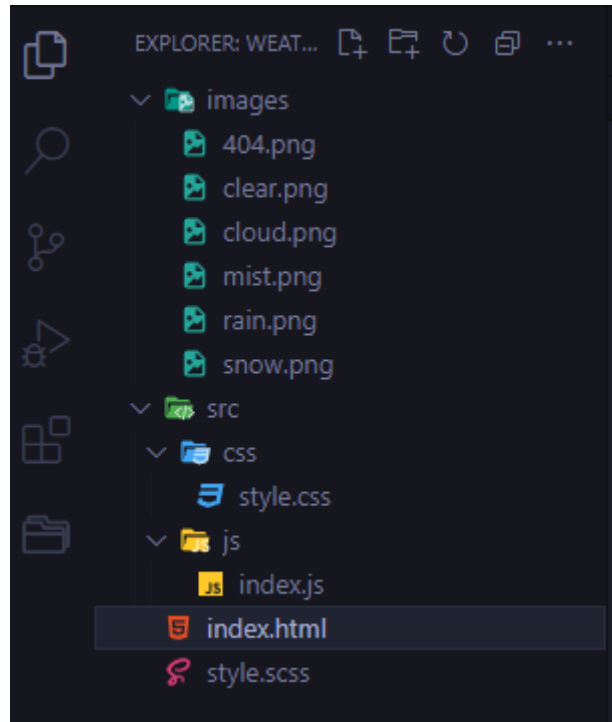 EXPLORER: WEAT...
images
404.png
clear.png
cloud.png
mist.png
rain.png
snow.png
src
css
style.css
js
JS index.js
index.html
style.scss